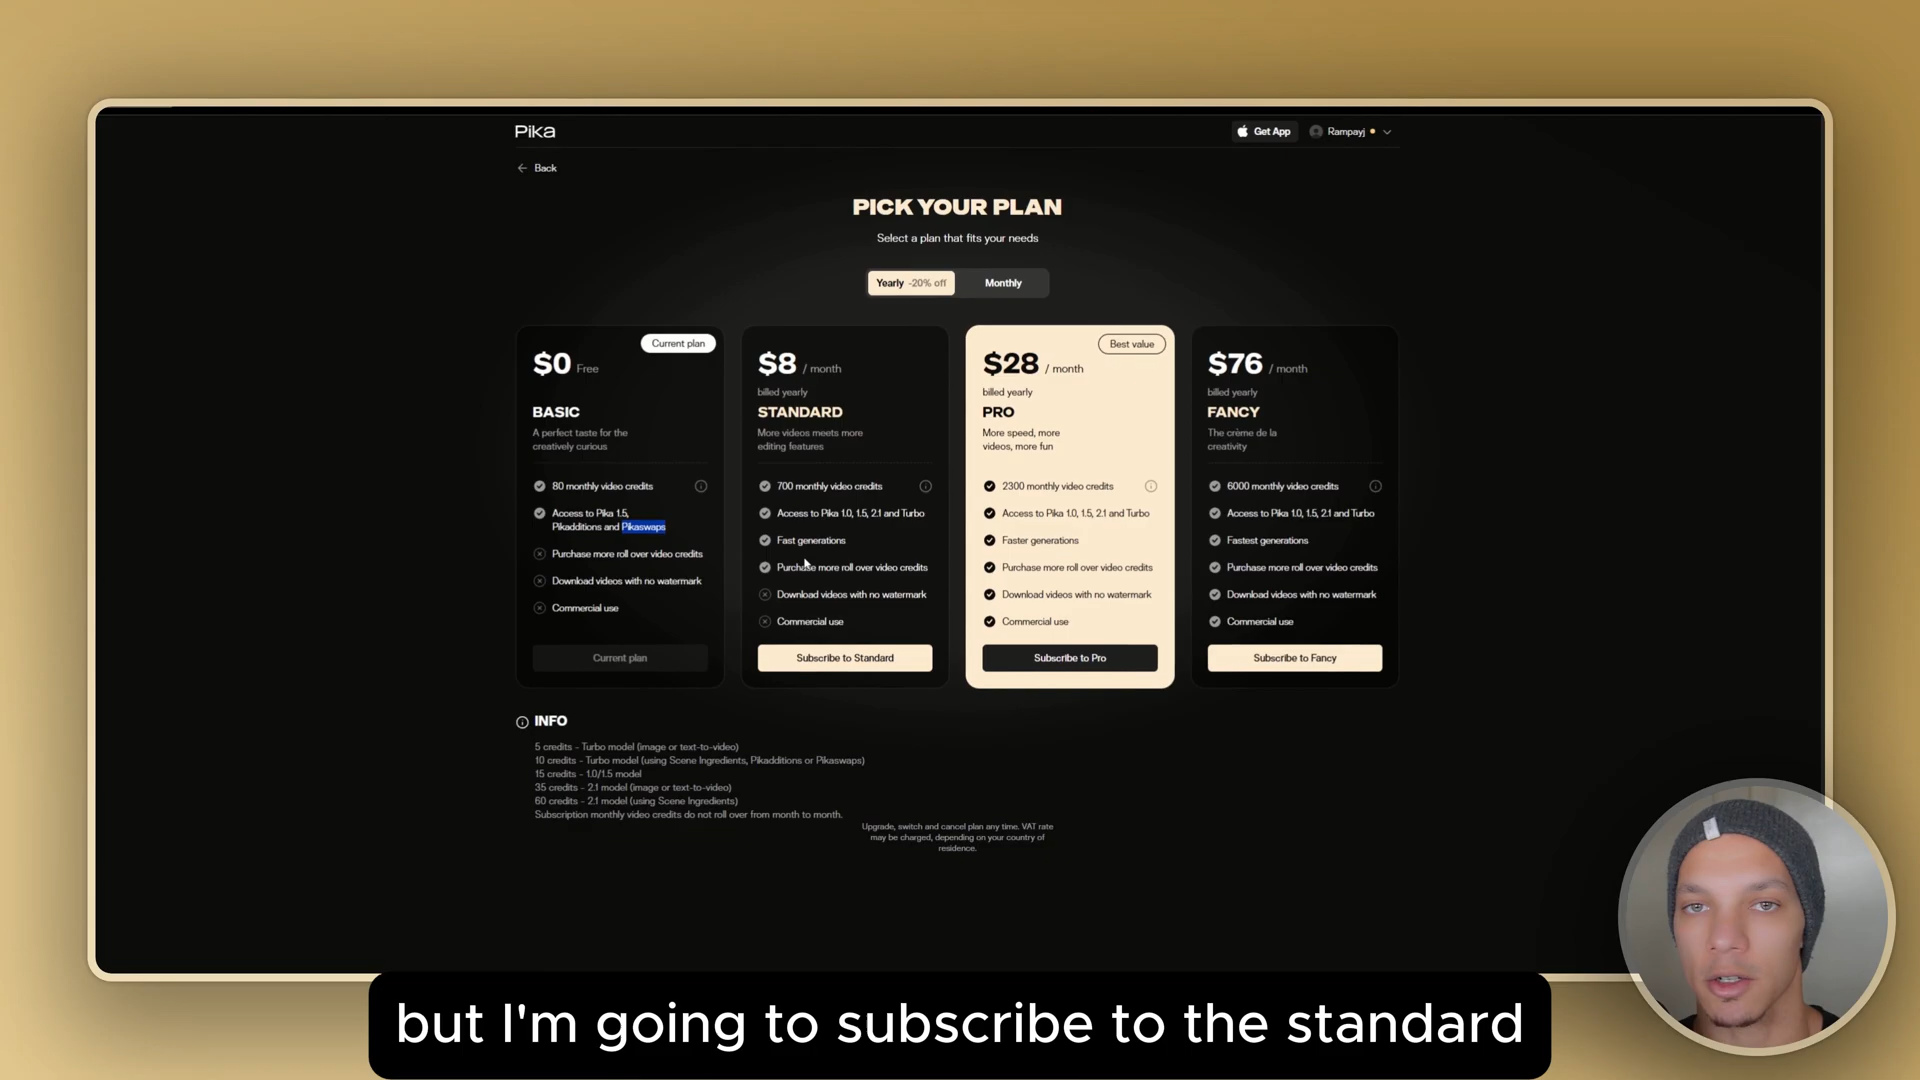 Pika
Get App
Rampayj
Back
PICK YOUR PLAN
Select a plan that fits your needs
Yearly -20% off
Monthly
Current plan
$0 Free
BASIC
A perfect taste for the
creatively curious
80 monthly video credits
Access to Pika 1.5,
Pikadditions and Pikaswaps
Purchase more roll over video credits
Download videos with no watermark
Commercial use
Current plan
$8 / month
billed yearly
STANDARD
More videos meets more
editing features
700 monthly video credits
Access to Pika 1.0, 1.5, 2.1 and Turbo
Fast generations
Purchase more roll over video credits
Download videos with no watermark
Commercial use
Subscribe to Standard
Best value
$28 / month
billed yearly
PRO
More speed, more
videos, more fun
2300 monthly video credits
Access to Pika 1.0, 1.5, 2.1 and Turbo
Faster generations
Purchase more roll over video credits
Download videos with no watermark
Commercial use
Subscribe to Pro
$76 / month
billed yearly
FANCY
The crème de la
creativity
6000 monthly video credits
Access to Pika 1.0, 1.5, 2.1 and Turbo
Fastest generations
Purchase more roll over video credits
Download videos with no watermark
Commercial use
Subscribe to Fancy
INFO
5 credits - Turbo model (image or text-to-video)
10 credits - Turbo model (using Scene Ingredients, Pikadditions or Pikaswaps)
15 credits - 1.0/1.5 model
35 credits - 2.1 model (image or text-to-video)
60 credits - 2.1 model (using Scene Ingredients)
Subscription monthly video credits do not roll over from month to month.
Upgrade, switch and cancel plan any time. VAT rate
may be charged, depending on your country of
residence.
but I'm going to subscribe to the standard